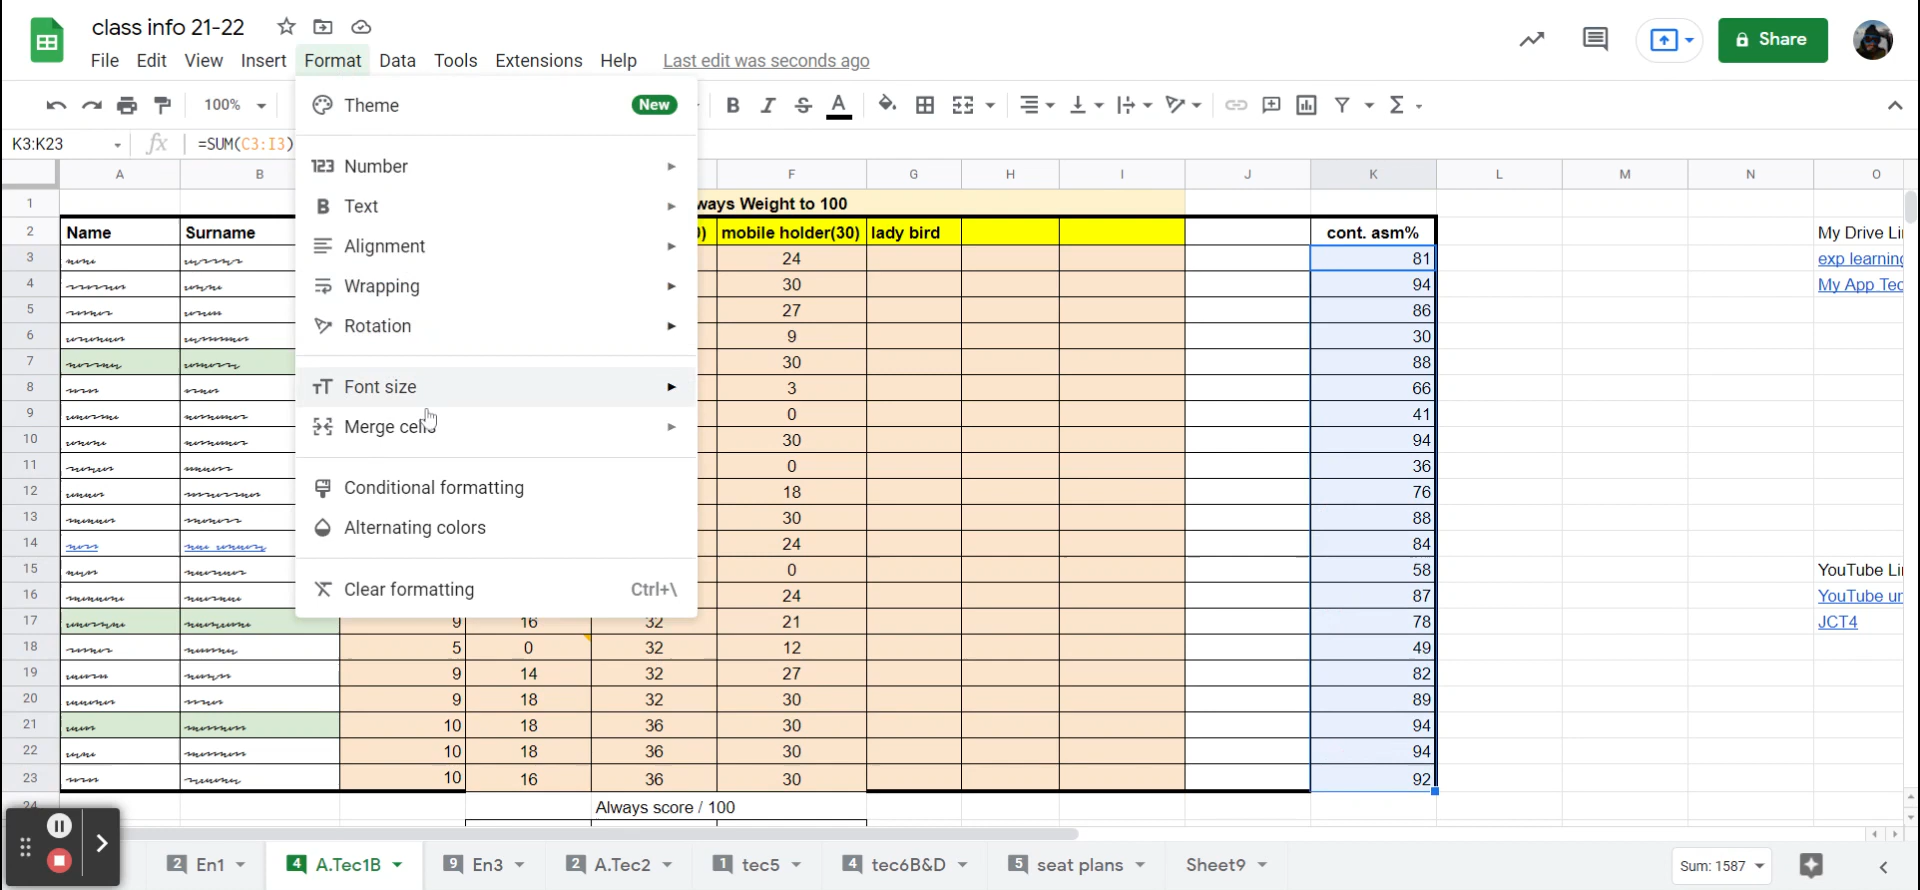 class info 21-22
File Edit View Insert Format Data Tools Extensions Help Last edit was seconds ago
Share
100%
Theme New
K3:K23 fx =SUM(C3:I3)
Number
Text
Alignment
Wrapping
Rotation
Font size
Merge cells
Conditional formatting
Alternating colors
Clear formatting Ctrl+\
A B F G H I J K L M N O
1 ways Weight to 100
2 Name Surname ) mobile holder(30) lady bird cont. asm% My Drive Li
3 24 81 exp learning
4 30 94 My App Tec
5 27 86
6 9 30
7 30 88
8 3 66
9 0 41
10 30 94
11 0 36
12 18 76
13 30 88
14 24 84
15 0 58 YouTube Li
16 24 87 YouTube ur
17 9 16 32 21 78 JCT4
18 5 0 32 12 49
19 9 14 32 27 82
20 9 18 32 30 89
21 10 18 36 30 94
22 10 18 36 30 94
23 10 16 36 30 92
24 Always score / 100
2 En1 4 A.Tec1B 9 En3 2 A.Tec2 1 tec5 4 tec6B&D 5 seat plans Sheet9 Sum: 1587